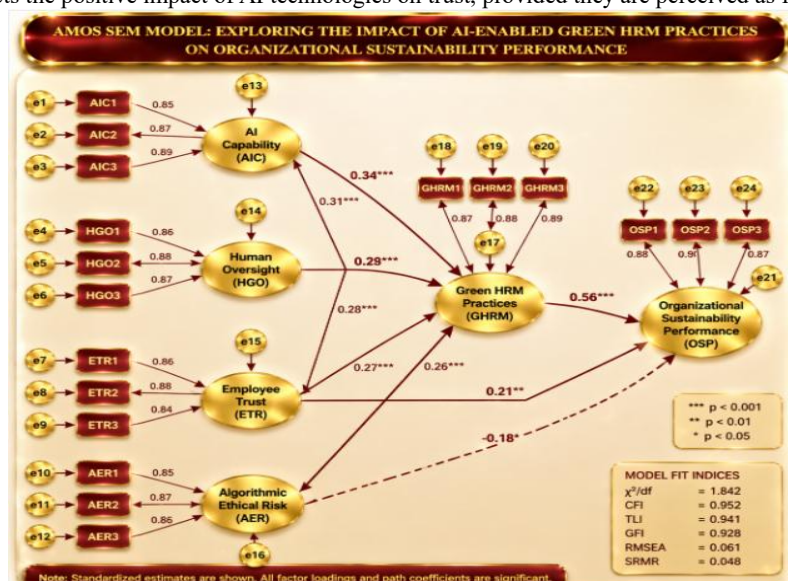 ts the positive impact of AI technologies on trust, provided they are perceived as
AMOS SEM MODEL: EXPLORING THE IMPACT OF AI-ENABLED GREEN HRM PRACTICES
ON ORGANIZATIONAL SUSTAINABILITY PERFORMANCE
e1 AIC1 0.85
e2 AIC2 0.87
e3 AIC3 0.89
e13
AI
Capability
(AIC)
e4 HGO1 0.86
e5 HGO2 0.88
e6 HGO3 0.87
e14
Human
Oversight
(HGO)
e7 ETR1 0.86
e8 ETR2 0.88
e9 ETR3 0.84
e15
Employee
Trust
(ETR)
e10 AER1 0.85
e11 AER2 0.87
e12 AER3 0.86
Algorithmic
Ethical Risk
(AER)
e16
0.34***
0.31***
0.29***
0.28***
0.27***
0.26***
e18 e19 e20
GHRM1 GHRM2 GHRM3
0.87 0.88 0.89
e17
Green HRM
Practices
(GHRM)
0.56***
0.21**
-0.18*
e22 e23 e24
OSP1 OSP2 OSP3
0.88 0.87
e21
Organizational
Sustainability
Performance
(OSP)
*** p < 0.001
** p < 0.01
* p < 0.05
MODEL FIT INDICES
χ²/df = 1.842
CFI = 0.952
TLI = 0.941
GFI = 0.928
RMSEA = 0.061
SRMR = 0.048
Note: Standardized estimates are shown. All factor loadings and path coefficients are significant.